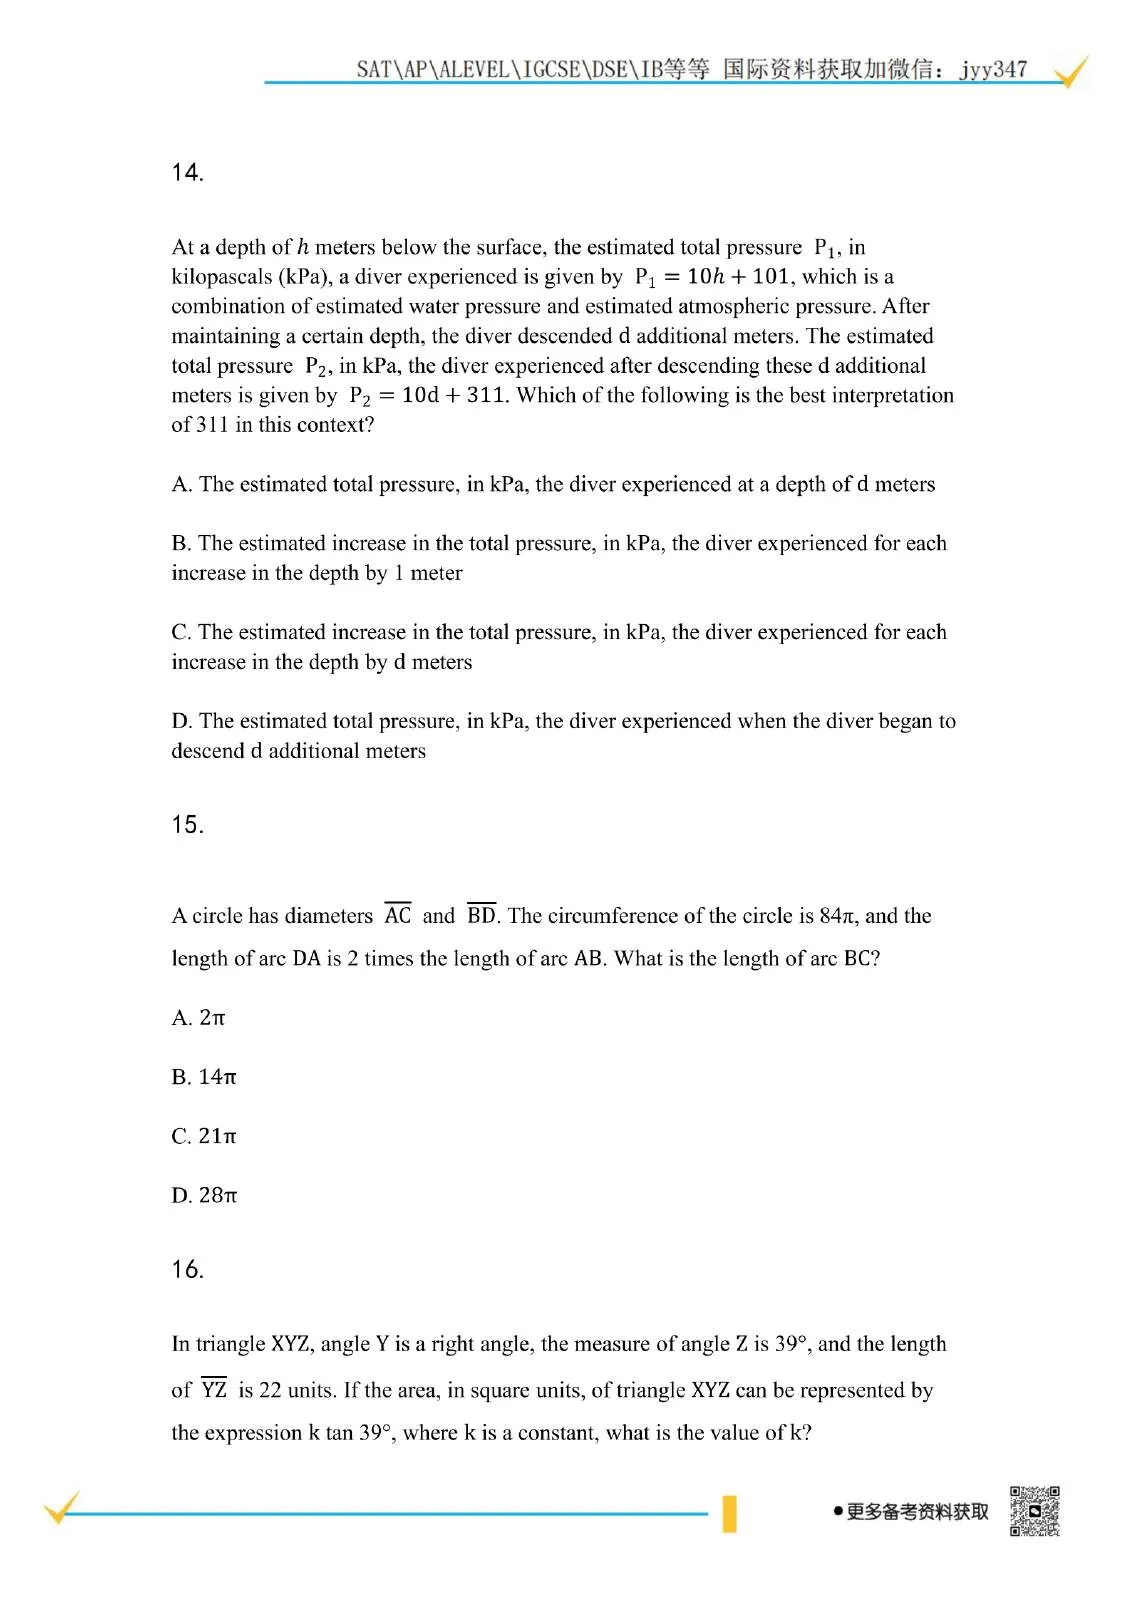 SAT\AP\ALEVEL\IGCSE\DSE\IB等等 国际资料获取加微信：jyy347
14.
At a depth of h meters below the surface, the estimated total pressure P₁, in
kilopascals (kPa), a diver experienced is given by P₁ = 10h + 101, which is a
combination of estimated water pressure and estimated atmospheric pressure. After
maintaining a certain depth, the diver descended d additional meters. The estimated
total pressure P₂, in kPa, the diver experienced after descending these d additional
meters is given by P₂ = 10d + 311. Which of the following is the best interpretation
of 311 in this context?
A. The estimated total pressure, in kPa, the diver experienced at a depth of d meters
B. The estimated increase in the total pressure, in kPa, the diver experienced for each
increase in the depth by 1 meter
C. The estimated increase in the total pressure, in kPa, the diver experienced for each
increase in the depth by d meters
D. The estimated total pressure, in kPa, the diver experienced when the diver began to
descend d additional meters
15.
A circle has diameters A̅C̅ and B̅D̅. The circumference of the circle is 84π, and the
length of arc DA is 2 times the length of arc AB. What is the length of arc BC?
A. 2π
B. 14π
C. 21π
D. 28π
16.
In triangle XYZ, angle Y is a right angle, the measure of angle Z is 39°, and the length
of Y̅Z̅ is 22 units. If the area, in square units, of triangle XYZ can be represented by
the expression k tan 39°, where k is a constant, what is the value of k?
●更多备考资料获取